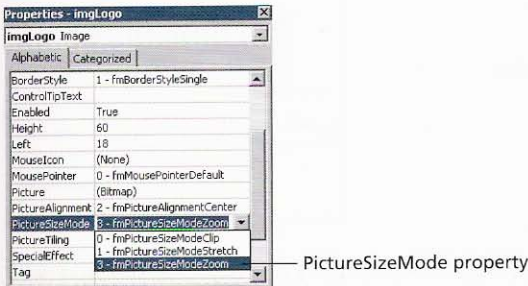 Properties - imgLogo
imgLogo Image
Alphabetic Categorized
BorderStyle 1 - fmBorderStyleSingle
ControlTipText
Enabled True
Height 60
Left 18
MouseIcon (None)
MousePointer 0 - fmMousePointerDefault
Picture (Bitmap)
PictureAlignment 2 - fmPictureAlignmentCenter
PictureSizeMode 3 - fmPictureSizeModeZoom
PictureTiling 0 - fmPictureSizeModeClip
SpecialEffect 1 - fmPictureSizeModeStretch
Tag 3 - fmPictureSizeModeZoom
PictureSizeMode property